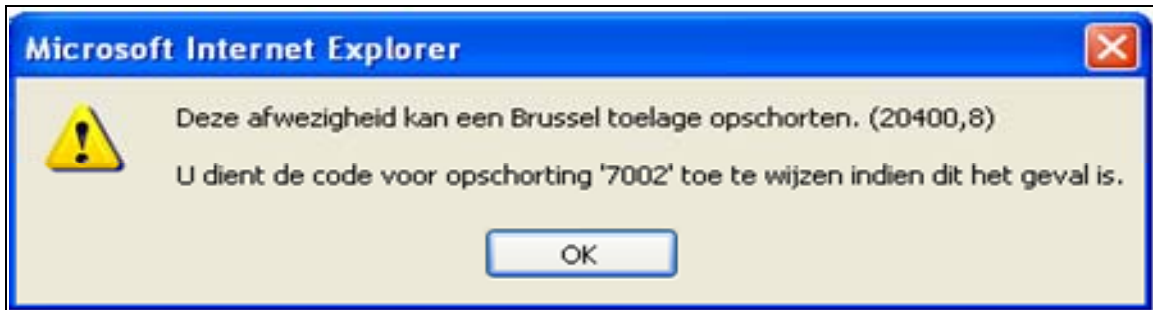 Microsoft Internet Explorer
Deze afwezigheid kan een Brussel toelage opschorten. (20400,8)
U dient de code voor opschorting '7002' toe te wijzen indien dit het geval is.
OK